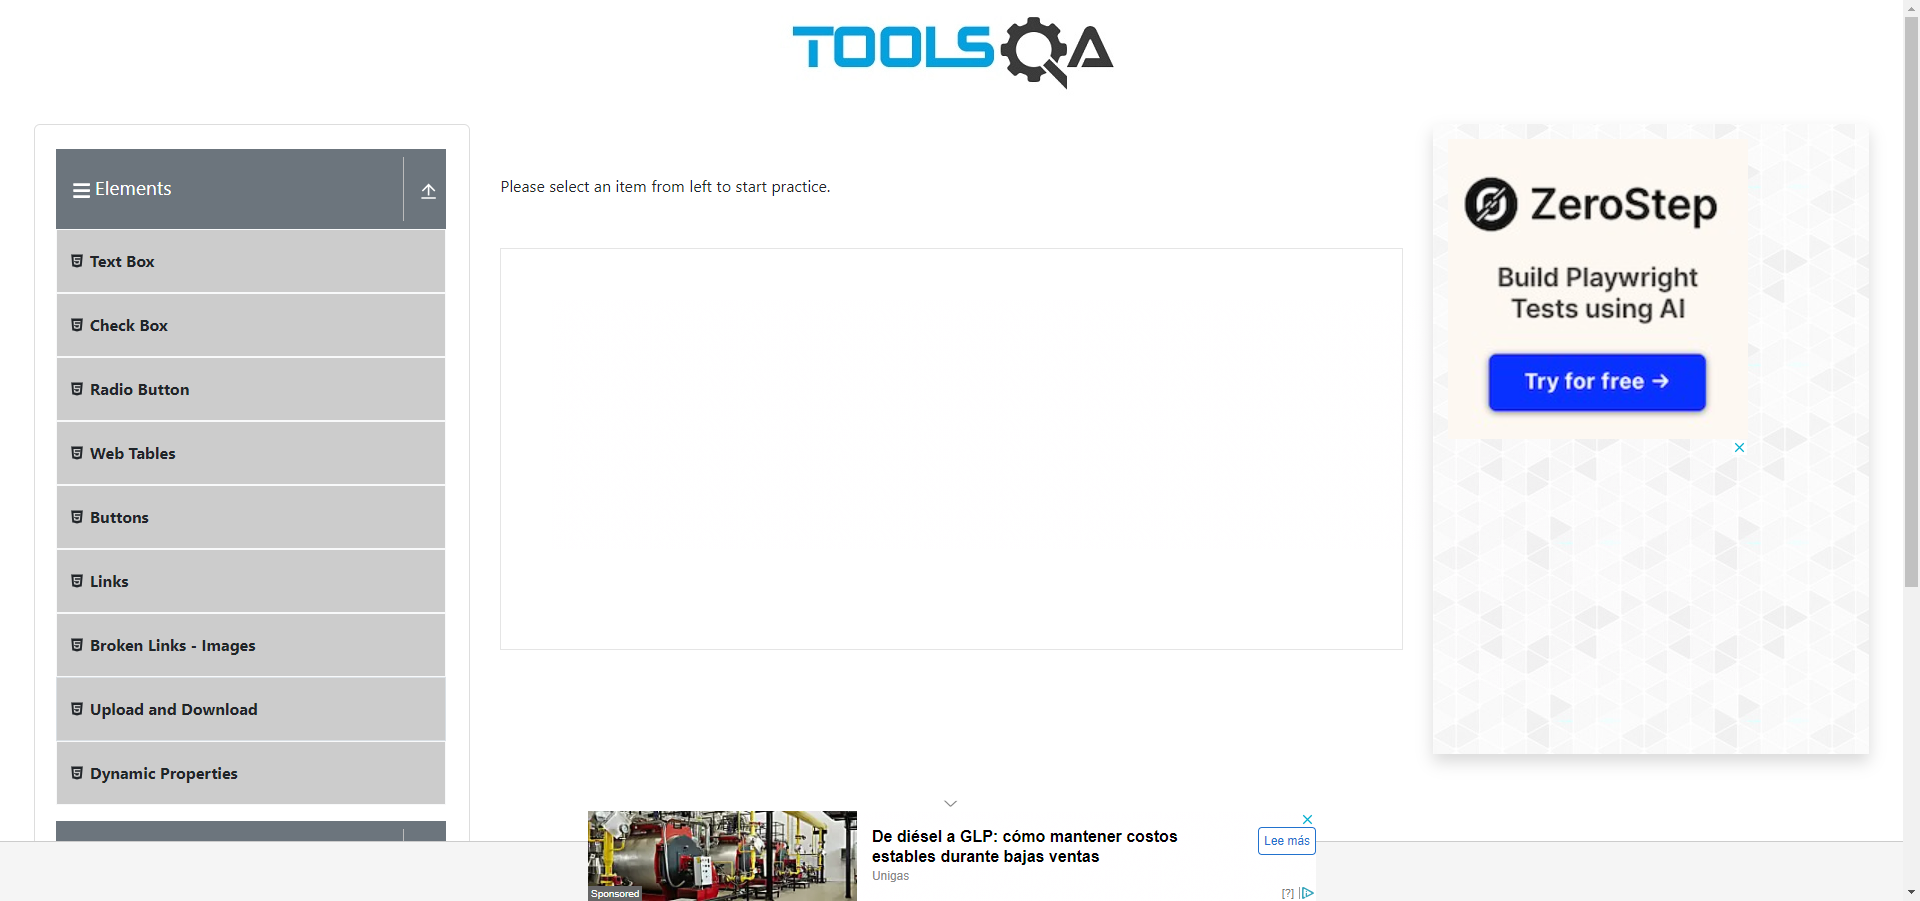 TOOLSQA
Elements
Text Box
Check Box
Radio Button
Web Tables
Buttons
Links
Broken Links - Images
Upload and Download
Dynamic Properties
Please select an item from left to start practice.
ZeroStep
Build Playwright
Tests using AI
Try for free →
De diésel a GLP: cómo mantener costos
estables durante bajas ventas
Unigas
Lee más
Sponsored
[?]